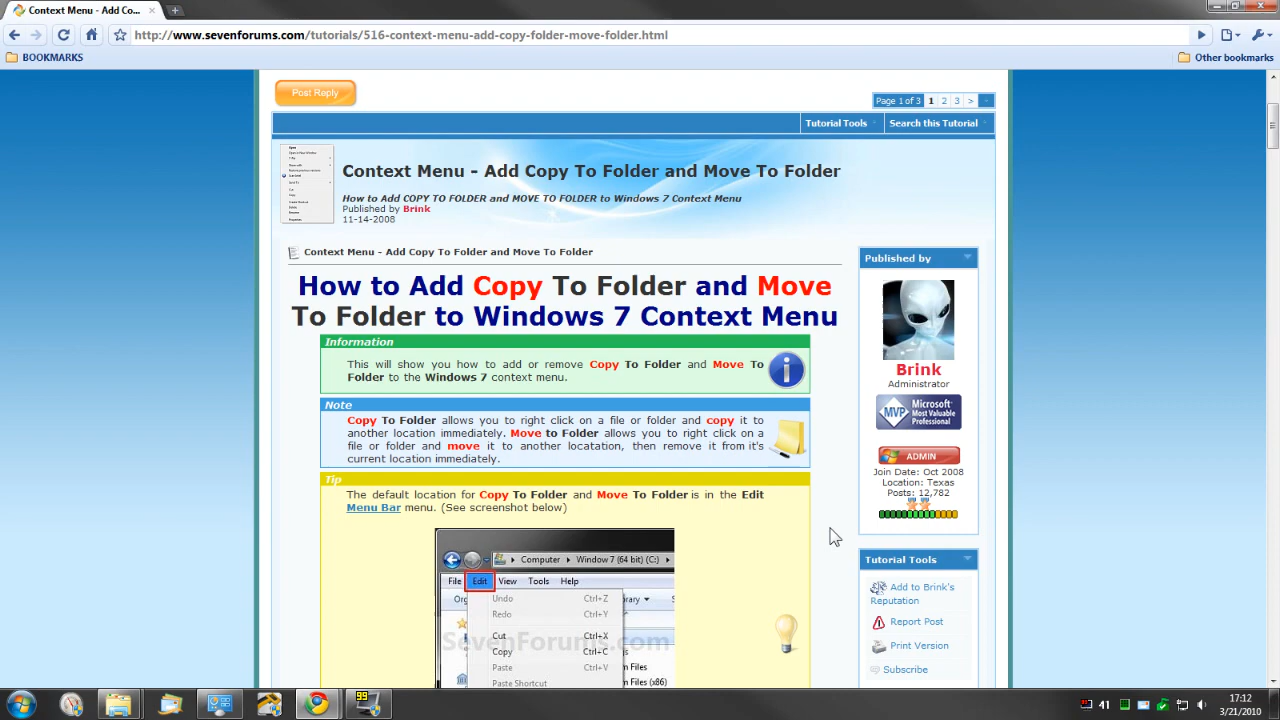 Context Menu - Add Co...
http://www.sevenforums.com/tutorials/516-context-menu-add-copy-folder-move-folder.html
BOOKMARKS
Other bookmarks
Post Reply
Page 1 of 3 1 2 3 >
Tutorial Tools
Search this Tutorial
Context Menu - Add Copy To Folder and Move To Folder
How to Add COPY TO FOLDER and MOVE TO FOLDER to Windows 7 Context Menu
Published by Brink
11-14-2008
Context Menu - Add Copy To Folder and Move To Folder
How to Add Copy To Folder and Move
To Folder to Windows 7 Context Menu
Information
This will show you how to add or remove Copy To Folder and Move To
Folder to the Windows 7 context menu.
Note
Copy To Folder allows you to right click on a file or folder and copy it to
another location immediately. Move to Folder allows you to right click on a
file or folder and move it to another locatation, then remove it from it's
current location immediately.
Tip
The default location for Copy To Folder and Move To Folder is in the Edit
Menu Bar menu. (See screenshot below)
Computer Window 7 (64 bit) (C:)
File Edit View Tools Help
Org
Undo Ctrl+Z
Redo Ctrl+Y
Cut Ctrl+X
Copy Ctrl+C
Paste Ctrl+V
Paste Shortcut
ibrary
m Files
m Files (x86)
SevenForums.com
Published by
Brink
Administrator
MVP Microsoft
Most Valuable
Professional
ADMIN
Join Date: Oct 2008
Location: Texas
Posts: 12,782
Tutorial Tools
Add to Brink's
Reputation
Report Post
Print Version
Subscribe
99
41
17:12
3/21/2010